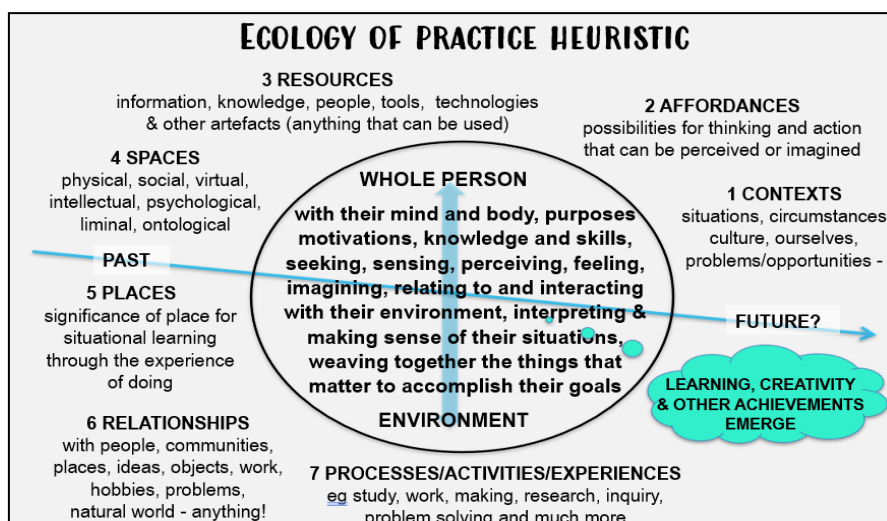 ECOLOGY OF PRACTICE HEURISTIC
3 RESOURCES
information, knowledge, people, tools, technologies
& other artefacts (anything that can be used)
2 AFFORDANCES
possibilities for thinking and action
that can be perceived or imagined
4 SPACES
physical, social, virtual,
intellectual, psychological,
liminal, ontological
WHOLE PERSON
with their mind and body, purposes
motivations, knowledge and skills,
seeking, sensing, perceiving, feeling,
imagining, relating to and interacting
with their environment, interpreting &
making sense of their situations,
weaving together the things that
matter to accomplish their goals
ENVIRONMENT
1 CONTEXTS
situations, circumstances
culture, ourselves,
problems/opportunities -
PAST
5 PLACES
significance of place for
situational learning
through the experience
of doing
FUTURE?
LEARNING, CREATIVITY
& OTHER ACHIEVEMENTS
EMERGE
6 RELATIONSHIPS
with people, communities,
places, ideas, objects, work,
hobbies, problems,
natural world - anything!
7 PROCESSES/ACTIVITIES/EXPERIENCES
eg study, work, making, research, inquiry,
problem solving and much more